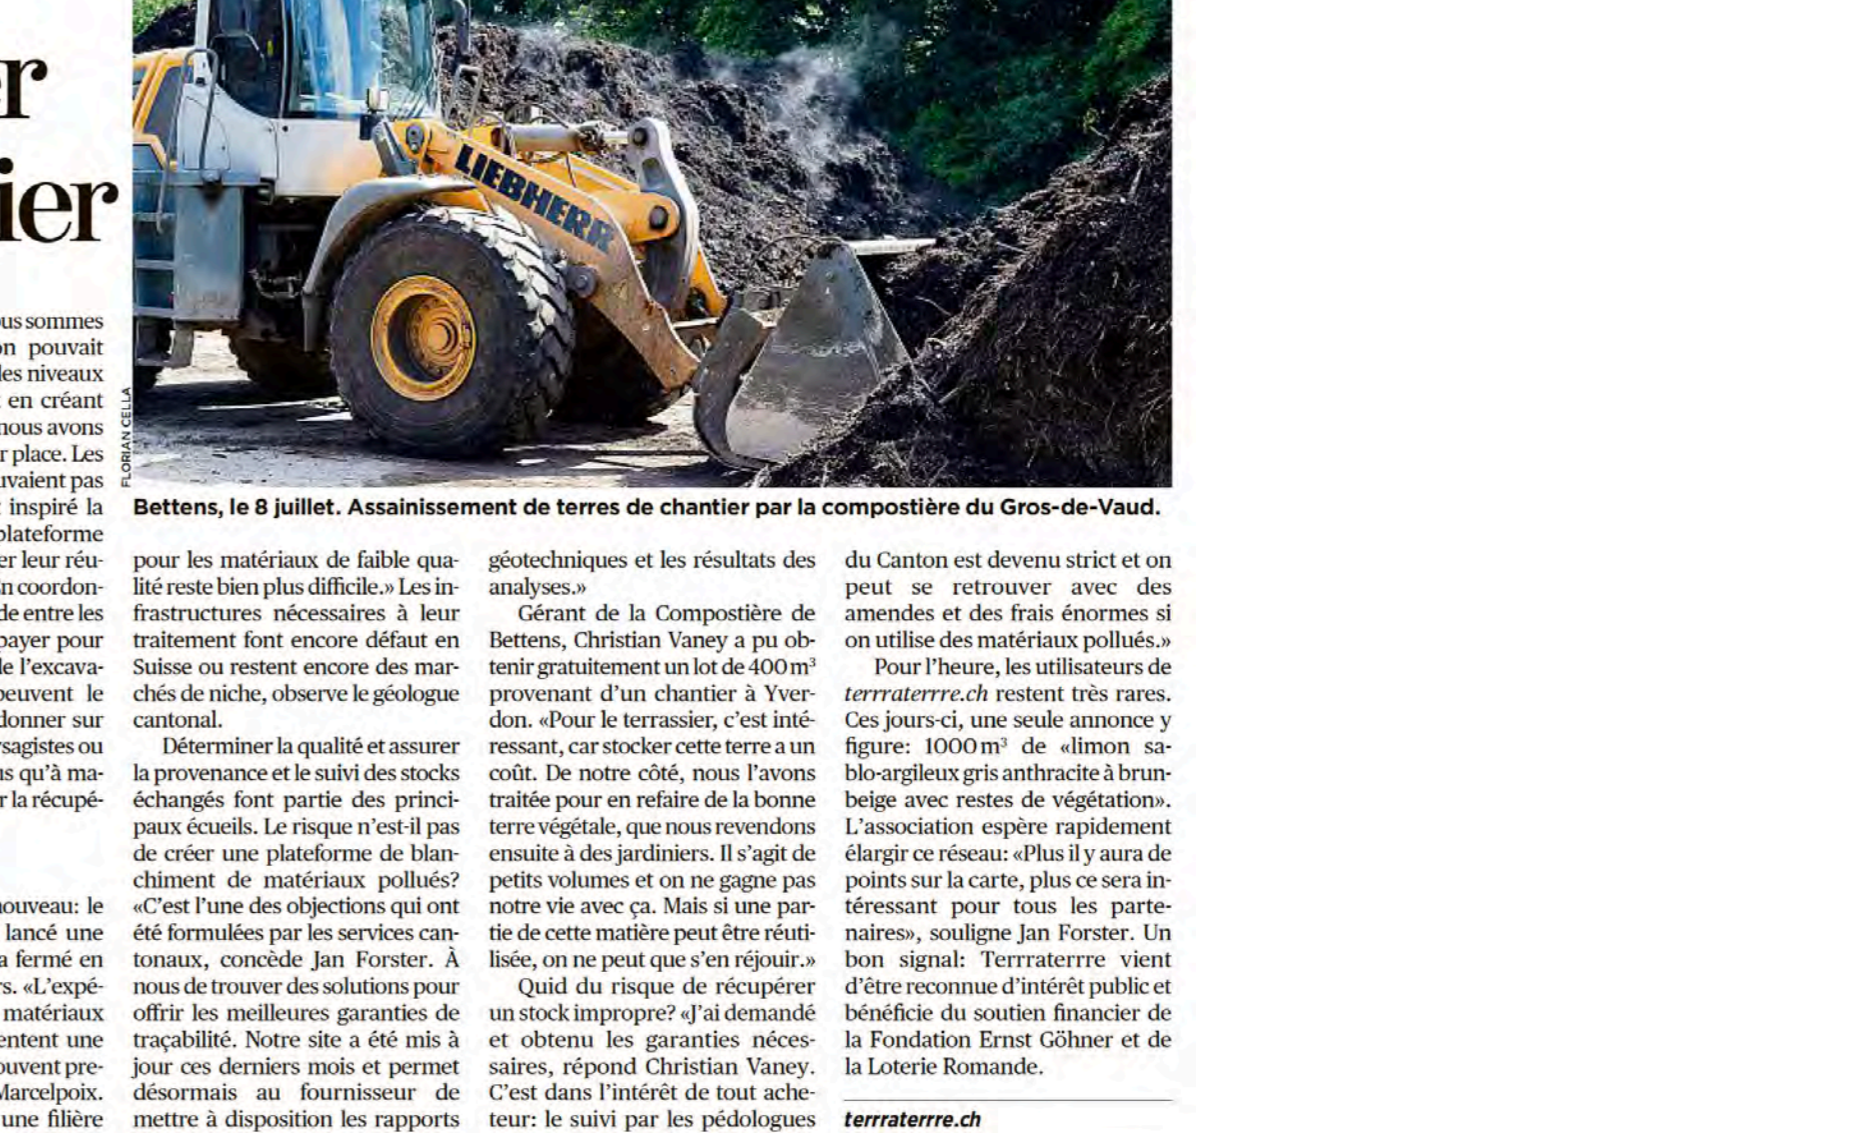 er
ier
us sommes
on pouvait
les niveaux
en créant
nous avons
r place. Les
uvaient pas
inspiré la
plateforme
er leur réu-
En coordon-
de entre les
payer pour
de l'excava-
peuvent le
donner sur
sagistes ou
ns qu'à ma-
r la récupé-
nouveau: le
lancé une
a fermé en
rs. «L'expé-
matériaux
entent une
ouvent pre-
Marcelpoix.
une filière
LIEBHERR
FLORIAN CELLA
Bettens, le 8 juillet. Assainissement de terres de chantier par la compostière du Gros-de-Vaud.
pour les matériaux de faible qua-
lité reste bien plus difficile.» Les in-
frastructures nécessaires à leur
traitement font encore défaut en
Suisse ou restent encore des mar-
chés de niche, observe le géologue
cantonal.
Déterminer la qualité et assurer
la provenance et le suivi des stocks
échangés font partie des princi-
paux écueils. Le risque n'est-il pas
de créer une plateforme de blan-
chiment de matériaux pollués?
«C'est l'une des objections qui ont
été formulées par les services can-
tonaux, concède Jan Forster. À
nous de trouver des solutions pour
offrir les meilleures garanties de
traçabilité. Notre site a été mis à
jour ces derniers mois et permet
désormais au fournisseur de
mettre à disposition les rapports
géotechniques et les résultats des
analyses.»
Gérant de la Compostière de
Bettens, Christian Vaney a pu ob-
tenir gratuitement un lot de 400 m³
provenant d'un chantier à Yver-
don. «Pour le terrassier, c'est inté-
ressant, car stocker cette terre a un
coût. De notre côté, nous l'avons
traitée pour en refaire de la bonne
terre végétale, que nous revendons
ensuite à des jardiniers. Il s'agit de
petits volumes et on ne gagne pas
notre vie avec ça. Mais si une par-
tie de cette matière peut être réuti-
lisée, on ne peut que s'en réjouir.»
Quid du risque de récupérer
un stock impropre? «J'ai demandé
et obtenu les garanties néces-
saires, répond Christian Vaney.
C'est dans l'intérêt de tout ache-
teur: le suivi par les pédologues
du Canton est devenu strict et on
peut se retrouver avec des
amendes et des frais énormes si
on utilise des matériaux pollués.»
Pour l'heure, les utilisateurs de
terrraterrre.ch restent très rares.
Ces jours-ci, une seule annonce y
figure: 1000 m³ de «limon sa-
blo-argileux gris anthracite à brun-
beige avec restes de végétation».
L'association espère rapidement
élargir ce réseau: «Plus il y aura de
points sur la carte, plus ce sera in-
téressant pour tous les parte-
naires», souligne Jan Forster. Un
bon signal: Terrraterrre vient
d'être reconnue d'intérêt public et
bénéficie du soutien financier de
la Fondation Ernst Göhner et de
la Loterie Romande.
terrraterrre.ch